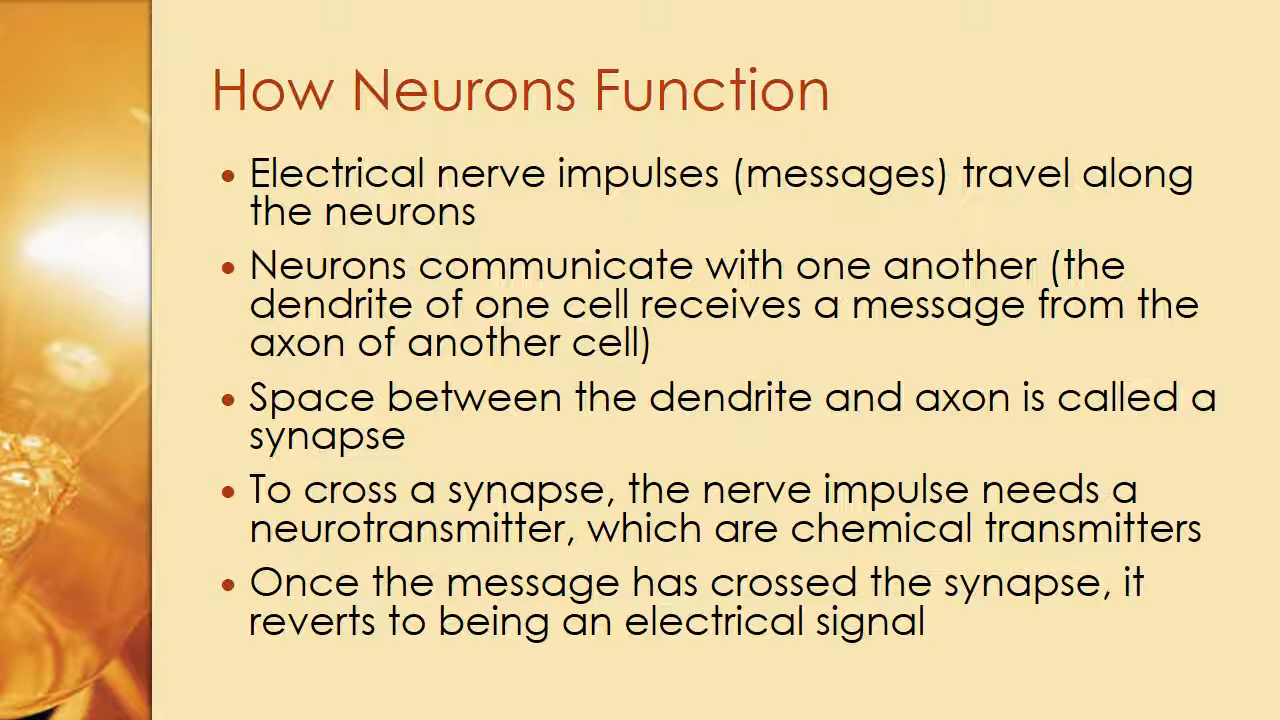 How Neurons Function
• Electrical nerve impulses (messages) travel along
the neurons
• Neurons communicate with one another (the
dendrite of one cell receives a message from the
axon of another cell)
• Space between the dendrite and axon is called a
synapse
• To cross a synapse, the nerve impulse needs a
neurotransmitter, which are chemical transmitters
• Once the message has crossed the synapse, it
reverts to being an electrical signal